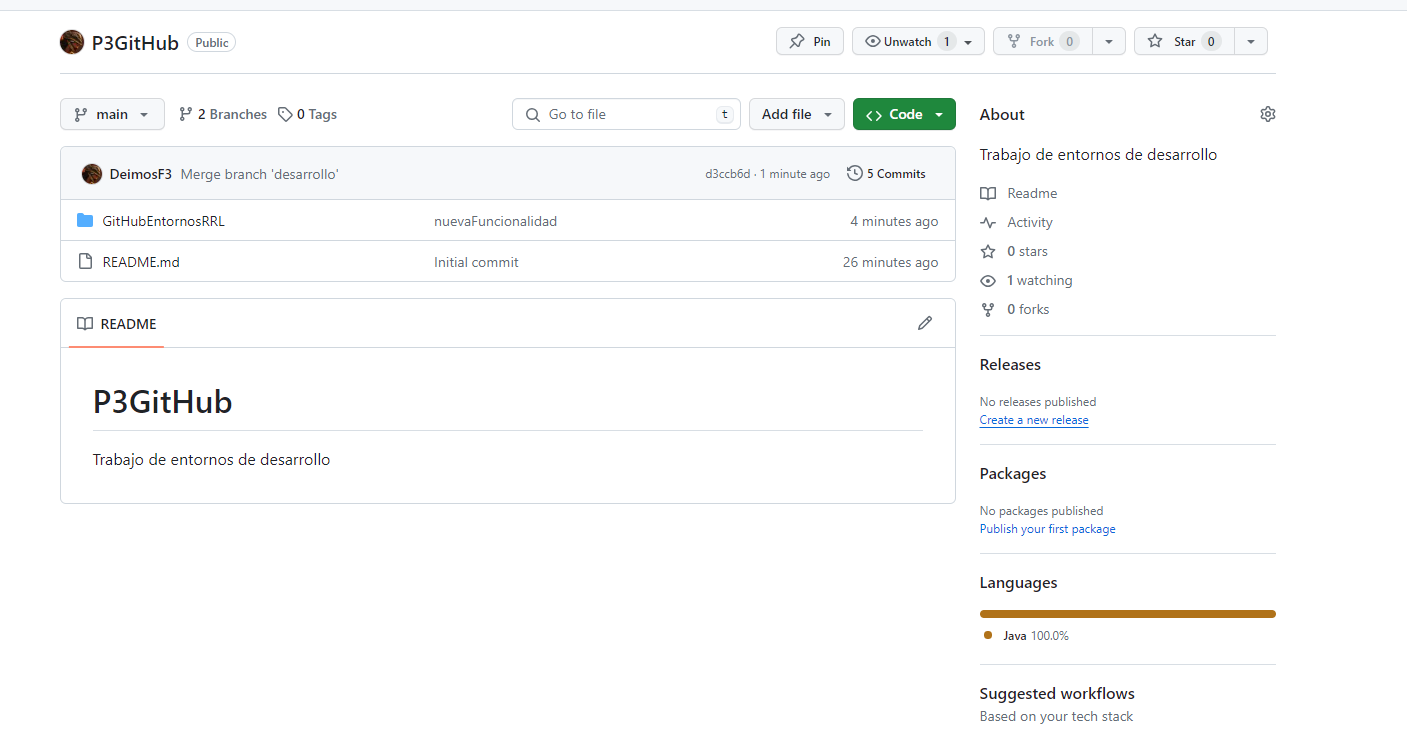 P3GitHub Public Pin Unwatch 1 Fork 0 Star 0
main 2 Branches 0 Tags Go to file t Add file Code
DeimosF3 Merge branch 'desarrollo' d3ccb6d · 1 minute ago 5 Commits
GitHubEntornosRRL nuevaFuncionalidad 4 minutes ago
README.md Initial commit 26 minutes ago
README
P3GitHub
Trabajo de entornos de desarrollo
About
Trabajo de entornos de desarrollo
Readme
Activity
0 stars
1 watching
0 forks
Releases
No releases published
Create a new release
Packages
No packages published
Publish your first package
Languages
Java 100.0%
Suggested workflows
Based on your tech stack